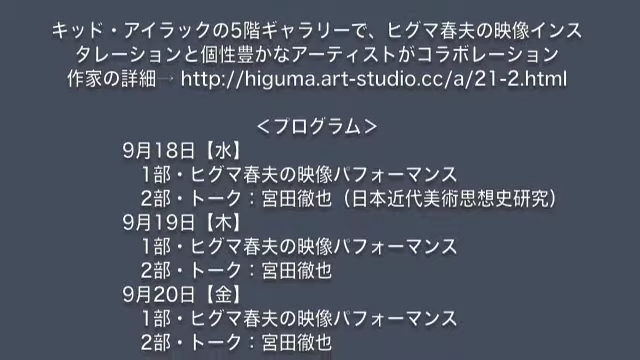 キッド・アイラックの5階ギャラリーで、ヒグマ春夫の映像インス
タレーションと個性豊かなアーティストがコラボレーション
作家の詳細→ http://higuma.art-studio.cc/a/21-2.html
＜プログラム＞
9月18日【水】
1部・ヒグマ春夫の映像パフォーマンス
2部・トーク：宮田徹也（日本近代美術思想史研究）
9月19日【木】
1部・ヒグマ春夫の映像パフォーマンス
2部・トーク：宮田徹也
9月20日【金】
1部・ヒグマ春夫の映像パフォーマンス
2部・トーク：宮田徹也